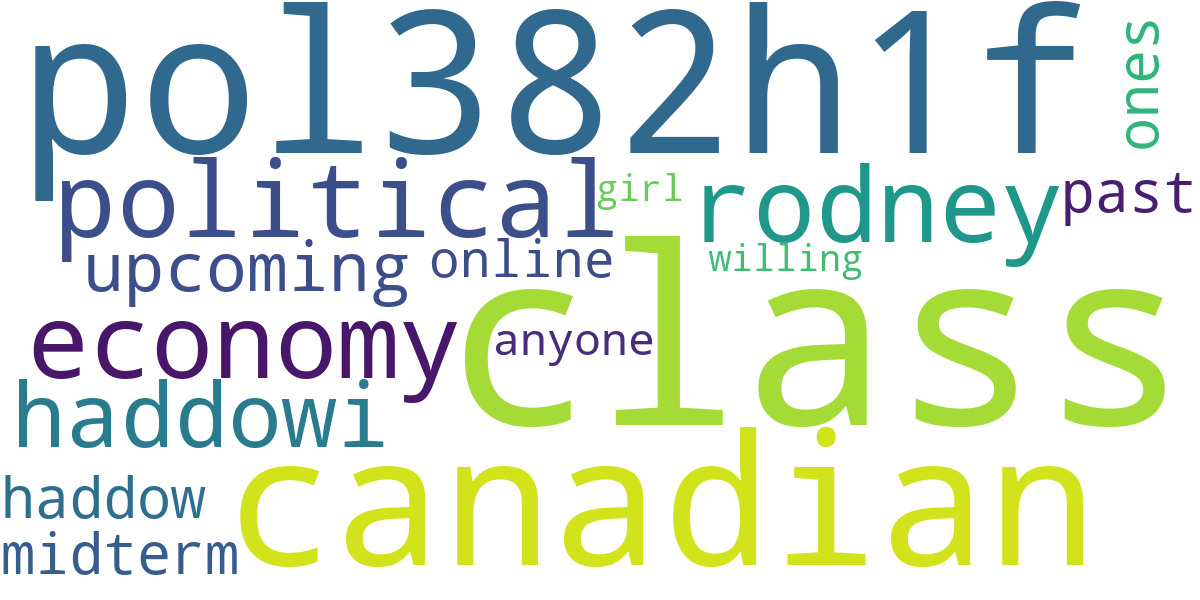 pol382h1f
ones
political
girl
rodney
past
upcoming
online
willing
class
economy
anyone
haddowi
canadian
haddow
midterm